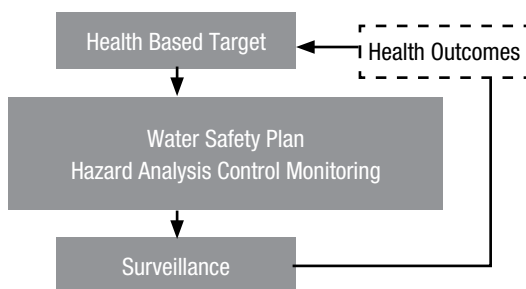 Health Based Target
Health Outcomes
Water Safety Plan
Hazard Analysis Control Monitoring
Surveillance